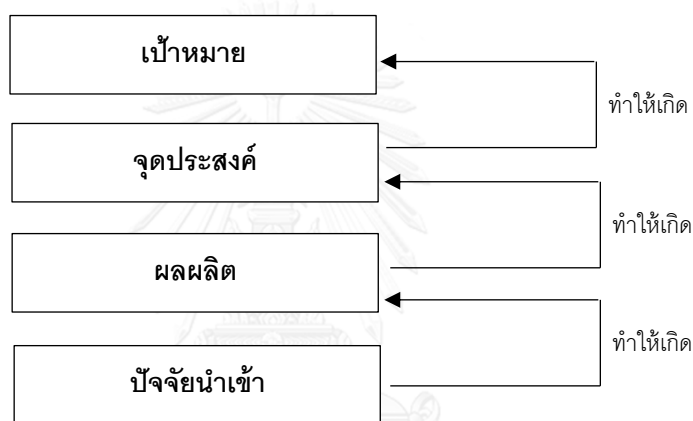 เป้าหมาย
ทำให้เกิด
จุดประสงค์
ทำให้เกิด
ผลผลิต
ทำให้เกิด
ปัจจัยนำเข้า